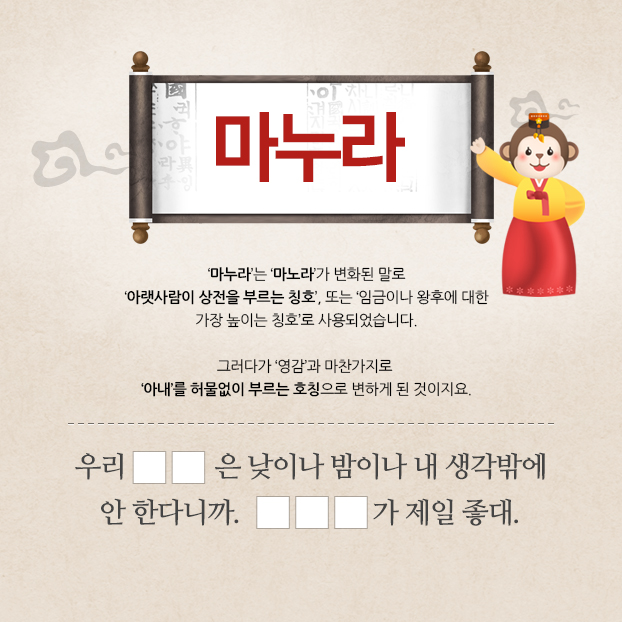 마누라
‘마누라’는 ‘마노라’가 변화된 말로
‘아랫사람이 상전을 부르는 칭호’, 또는 ‘임금이나 왕후에 대한
가장 높이는 칭호’로 사용되었습니다.
그러다가 ‘영감’과 마찬가지로
‘아내’를 허물없이 부르는 호칭으로 변하게 된 것이지요.
우리 □□ 은 낮이나 밤이나 내 생각밖에
안 한다니까. □□□가 제일 좋대.